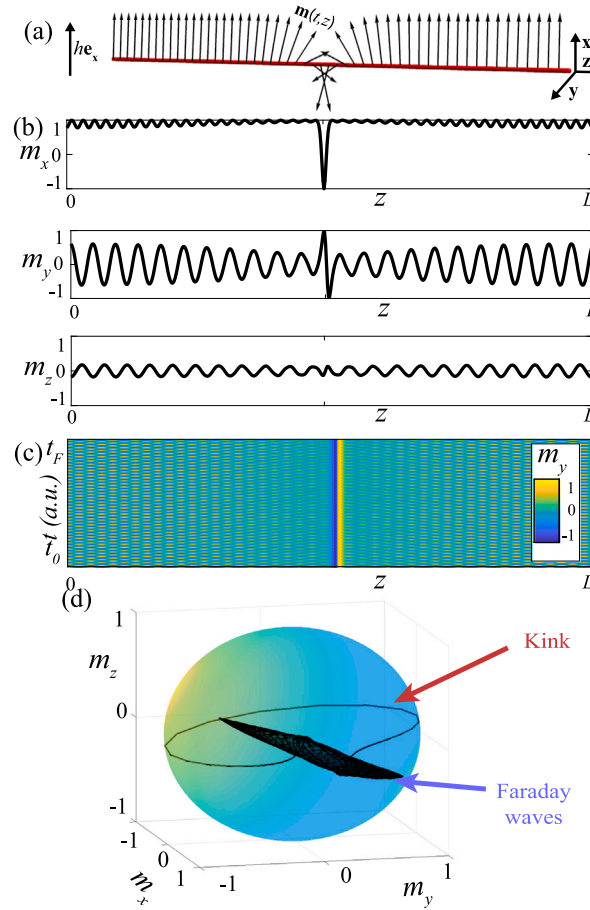 (a)
m(t,z)
he_x
x
z
y
(b)
m_x
1
0
-1
0
z
L
m_y
1
0
-1
0
z
L
m_z
1
0
-1
0
z
L
(c)
t_F
t (a.u.)
t_0
0
z
L
m_y
1
0
-1
(d)
m_z
1
0
-1
-1
0
1
m_x
-1
0
1
m_y
Kink
Faraday
waves